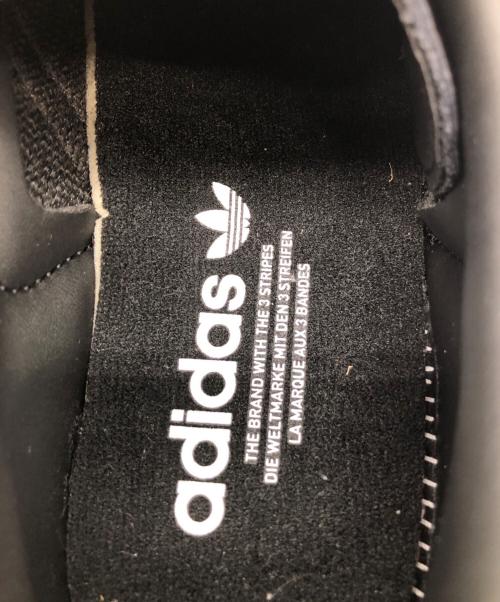 adidas
THE BRAND WITH THE 3 STRIPES
DIE WELTMARKE MIT DEN 3 STREIFEN
LA MARQUE AUX 3 BANDES